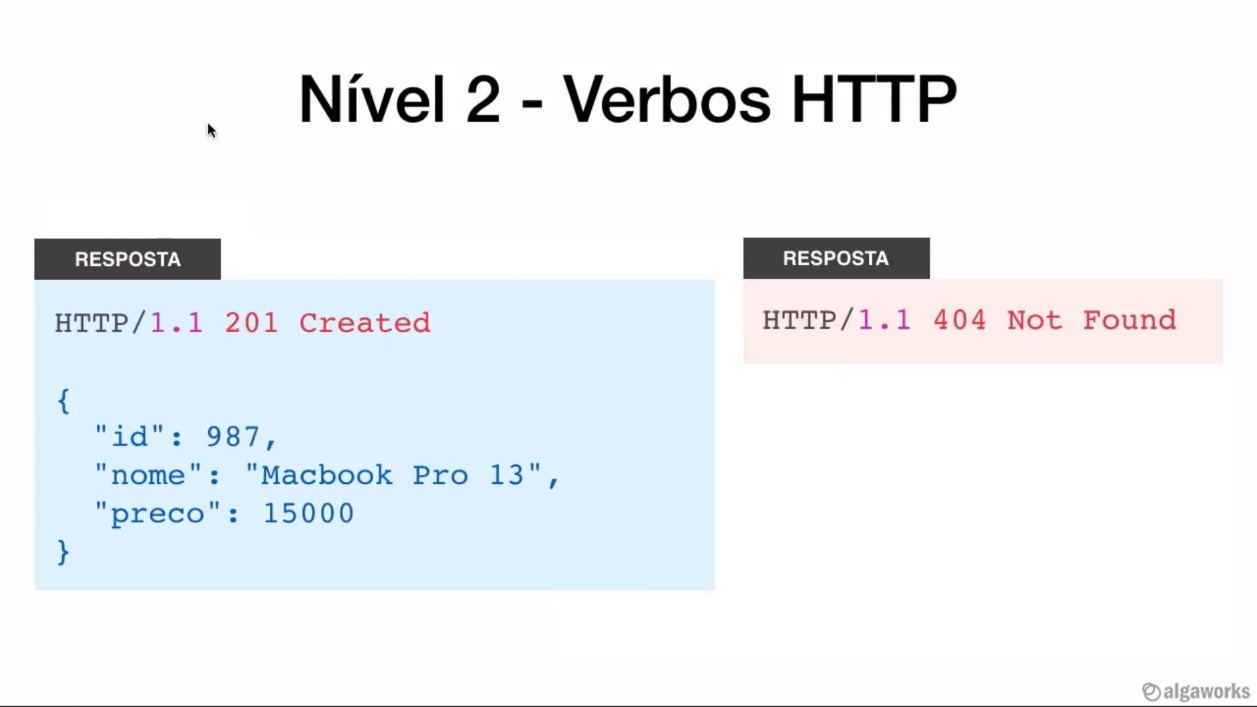 Nível 2 - Verbos HTTP
RESPOSTA
HTTP/1.1 201 Created
{
"id": 987,
"nome": "Macbook Pro 13",
"preco": 15000
}
RESPOSTA
HTTP/1.1 404 Not Found
algaworks